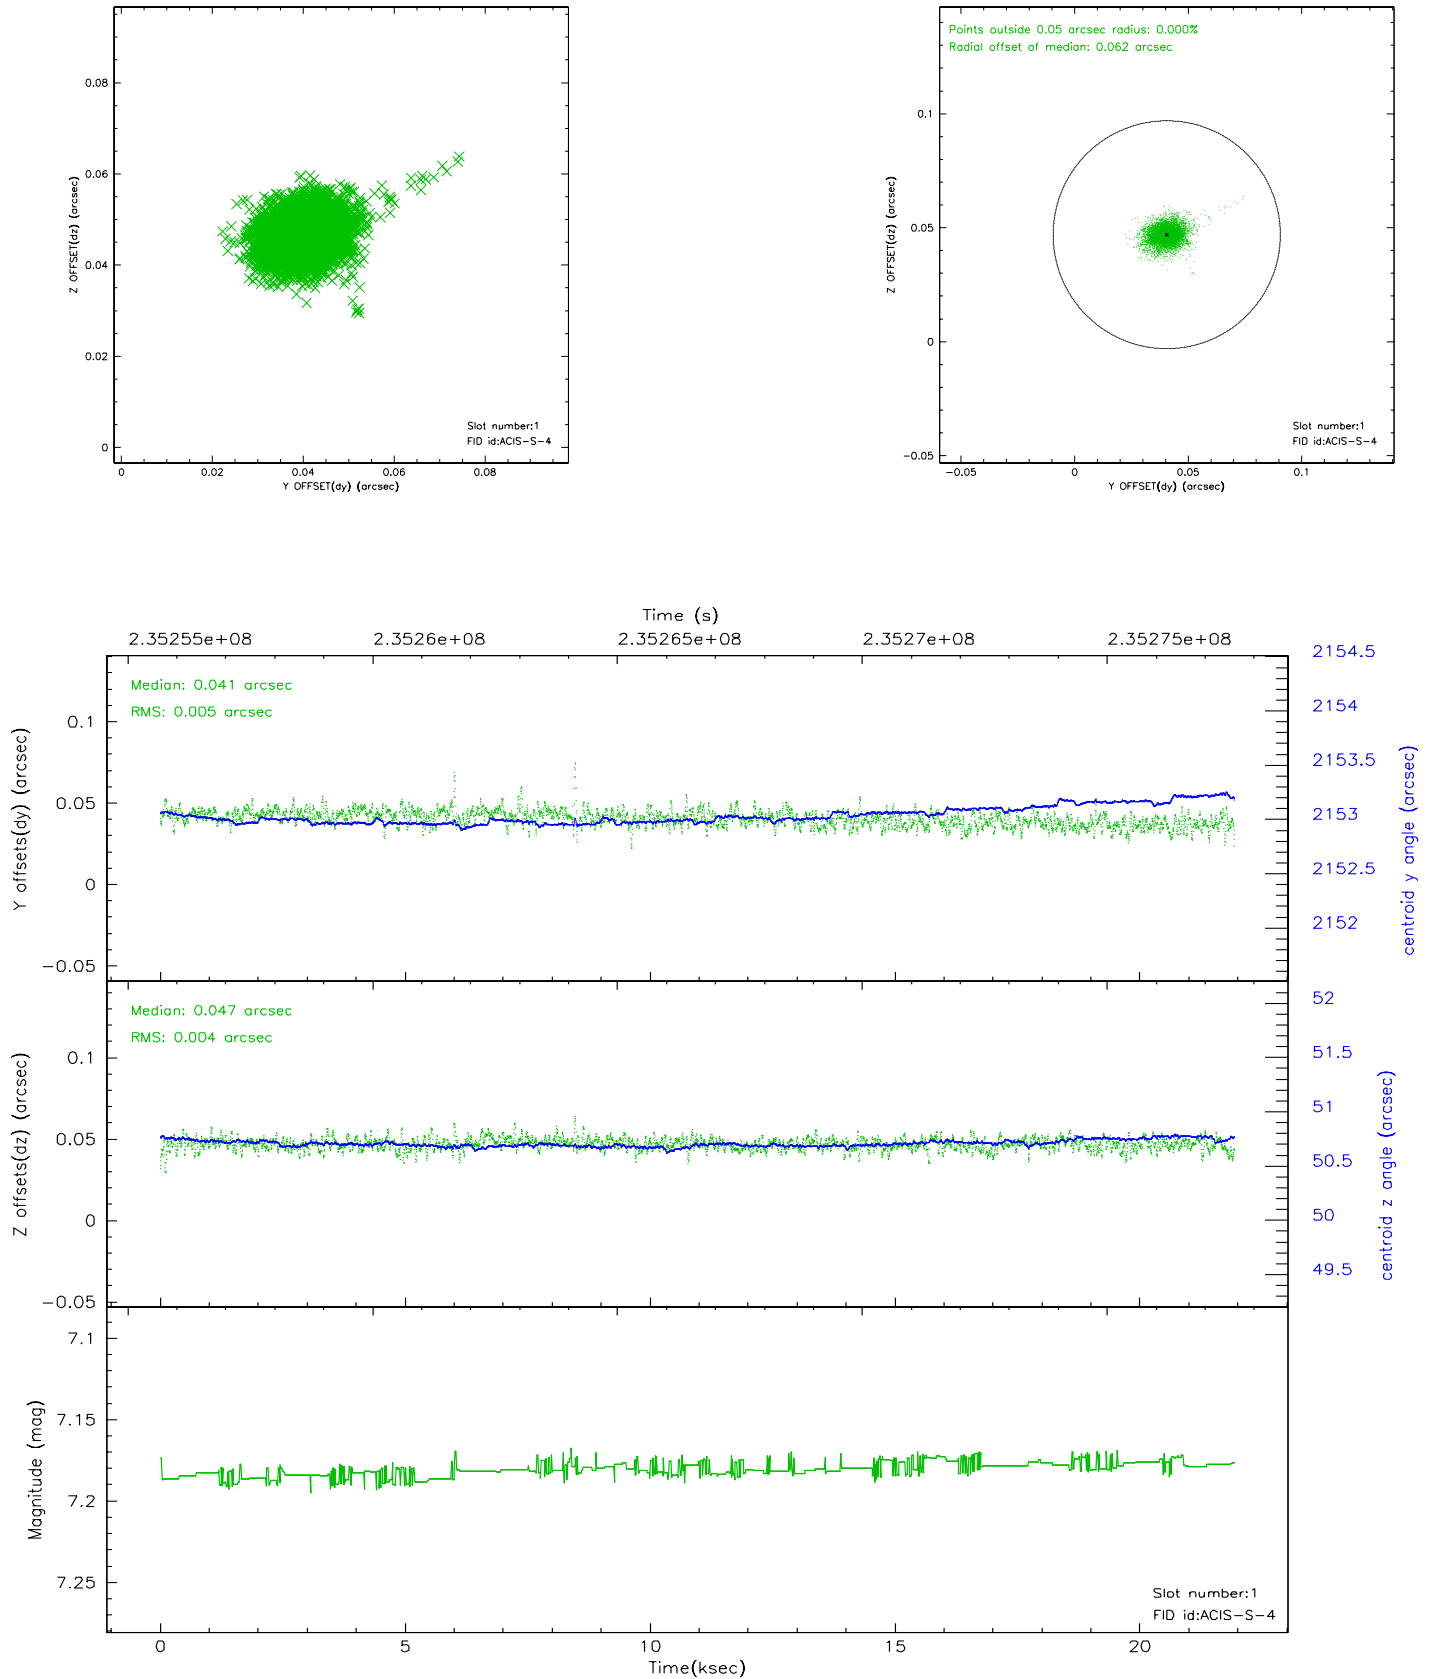 0.08
0.06
0.04
0.02
0
Z OFFSET(dz) (arcsec)
Slot number:1
FID id:ACIS-S-4
0 0.02 0.04 0.06 0.08
Y OFFSET(dy) (arcsec)
Points outside 0.05 arcsec radius: 0.000%
Radial offset of median: 0.062 arcsec
0.1
0.05
0
-0.05
Z OFFSET(dz) (arcsec)
Slot number:1
FID id:ACIS-S-4
-0.05 0 0.05 0.1
Y OFFSET(dy) (arcsec)
Time (s)
2.35255e+08 2.3526e+08 2.35265e+08 2.3527e+08 2.35275e+08
Median: 0.041 arcsec
RMS: 0.005 arcsec
0.1
0.05
0
-0.05
Y offsets(dy) (arcsec)
2154.5
2154
2153.5
2153
2152.5
2152
centroid y angle (arcsec)
Median: 0.047 arcsec
RMS: 0.004 arcsec
0.1
0.05
0
-0.05
Z offsets(dz) (arcsec)
52
51.5
51
50.5
50
49.5
centroid z angle (arcsec)
7.1
7.15
7.2
7.25
Magnitude (mag)
Slot number:1
FID id:ACIS-S-4
0 5 10 15 20
Time(ksec)